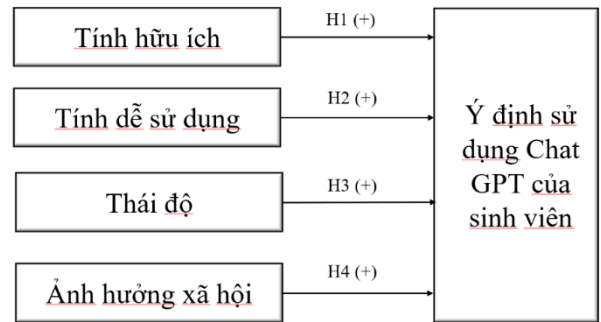 Tính hữu ích
H1 (+)
Tính dễ sử dụng
H2 (+)
Thái độ
H3 (+)
Ảnh hưởng xã hội
H4 (+)
Ý định sử
dụng Chat
GPT của
sinh viên